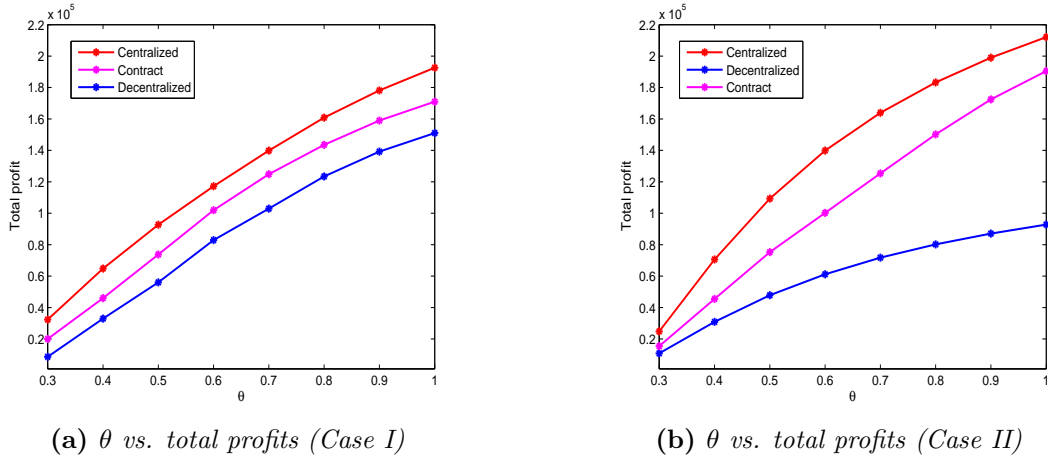 x 10⁵
2.2
2
1.8
1.6
1.4
1.2
1
0.8
0.6
0.4
0.2
Total profit
Centralized
Contract
Decentralized
0.3 0.4 0.5 0.6 0.7 0.8 0.9 1
θ
(a) θ vs. total profits (Case I)
x 10⁵
2.2
2
1.8
1.6
1.4
1.2
1
0.8
0.6
0.4
0.2
Total profit
Centralized
Decentralized
Contract
0.3 0.4 0.5 0.6 0.7 0.8 0.9 1
θ
(b) θ vs. total profits (Case II)